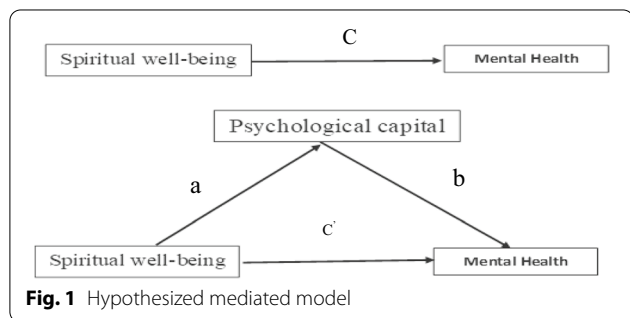 C
Spiritual well-being
Mental Health
Psychological capital
a
b
C'
Spiritual well-being
Mental Health
Fig. 1 Hypothesized mediated model